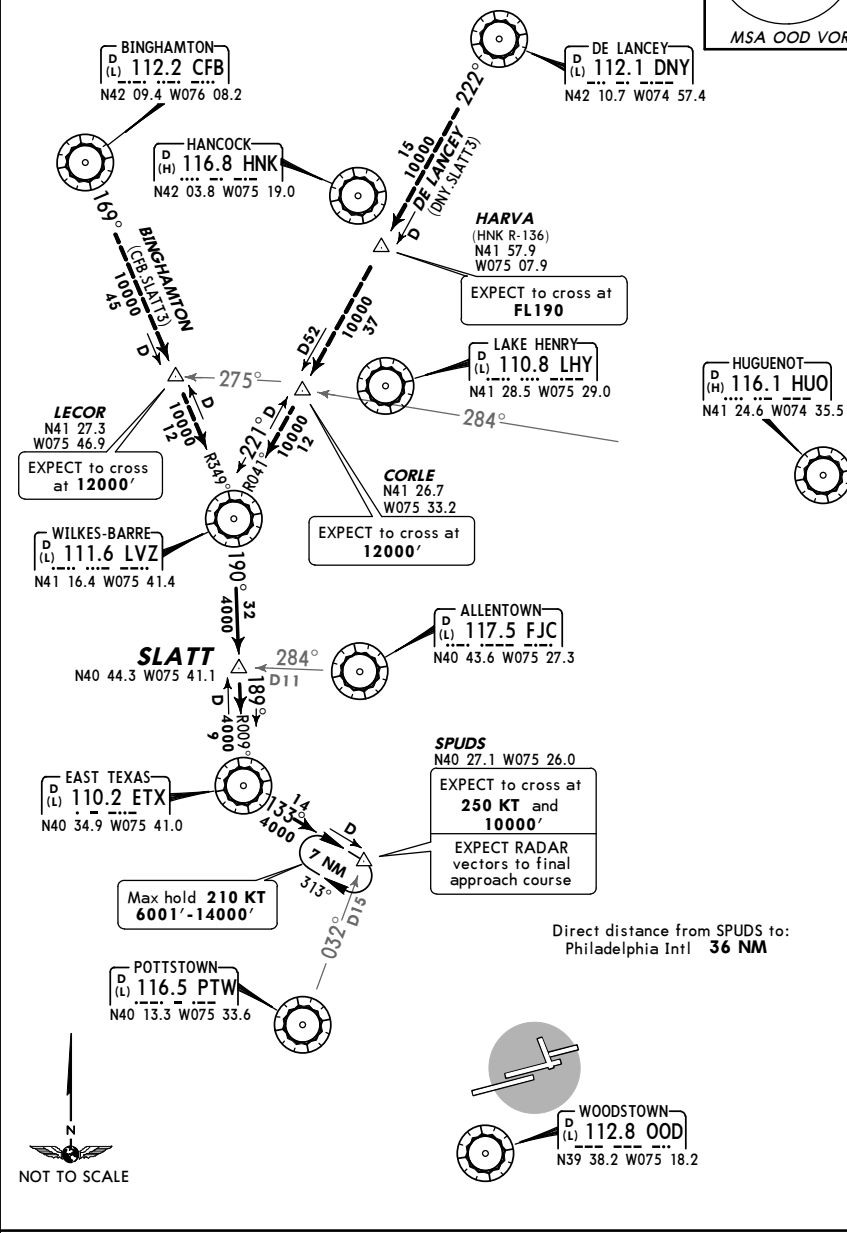 MSA OOD VOR
BINGHAMTON
D
(L) 112.2 CFB
N42 09.4 W076 08.2
DE LANCEY
D
(L) 112.1 DNY
N42 10.7 W074 57.4
HANCOCK
D
(H) 116.8 HNK
N42 03.8 W075 19.0
222°
15
10000
DE LANCEY
(DNY.SLATT3)
D
169°
BINGHAMTON
(CFB.SLATT3)
10000
45
D
HARVA
(HNK R-136)
N41 57.9
W075 07.9
EXPECT to cross at
FL190
D52
10000
37
LAKE HENRY
D
(L) 110.8 LHY
N41 28.5 W075 29.0
HUGUENOT
D
(H) 116.1 HUO
N41 24.6 W074 35.5
275°
284°
LECOR
N41 27.3
W075 46.9
EXPECT to cross
at 12000'
D
10000
12
R349°
D
221°
R041°
10000
12
CORLE
N41 26.7
W075 33.2
EXPECT to cross at
12000'
WILKES-BARRE
D
(L) 111.6 LVZ
N41 16.4 W075 41.4
190°
32
4000
ALLENTOWN
D
(L) 117.5 FJC
N40 43.6 W075 27.3
SLATT
N40 44.3 W075 41.1
284°
D11
189°
D
4000
9
R009°
EAST TEXAS
D
(L) 110.2 ETX
N40 34.9 W075 41.0
SPUDS
N40 27.1 W075 26.0
EXPECT to cross at
250 KT and
10000'
EXPECT RADAR
vectors to final
approach course
14
133°
4000
D
7 NM
313°
Max hold 210 KT
6001'-14000'
032°
D15
Direct distance from SPUDS to:
Philadelphia Intl 36 NM
POTTSTOWN
D
(L) 116.5 PTW
N40 13.3 W075 33.6
WOODSTOWN
D
(L) 112.8 OOD
N39 38.2 W075 18.2
N
NOT TO SCALE